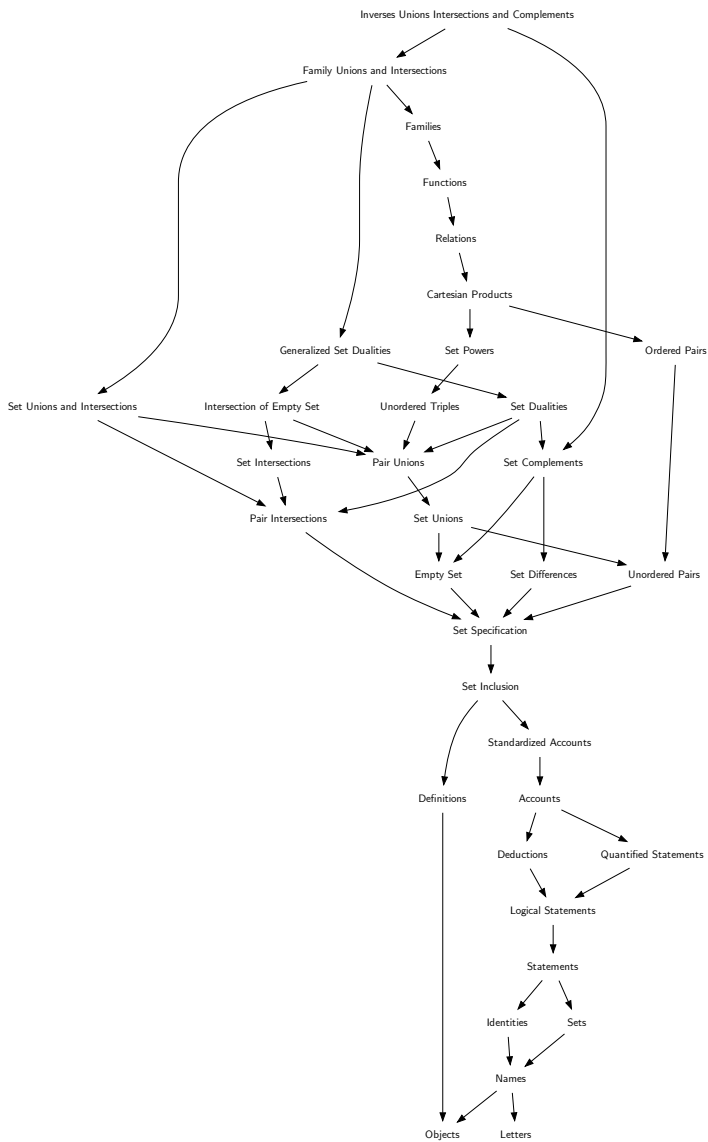 Inverses Unions Intersections and Complements
Family Unions and Intersections
Families
Functions
Relations
Cartesian Products
Generalized Set Dualities
Set Powers
Ordered Pairs
Set Unions and Intersections
Intersection of Empty Set
Unordered Triples
Set Dualities
Set Intersections
Pair Unions
Set Complements
Pair Intersections
Set Unions
Empty Set
Set Differences
Unordered Pairs
Set Specification
Set Inclusion
Standardized Accounts
Definitions
Accounts
Deductions
Quantified Statements
Logical Statements
Statements
Identities
Sets
Names
Objects
Letters